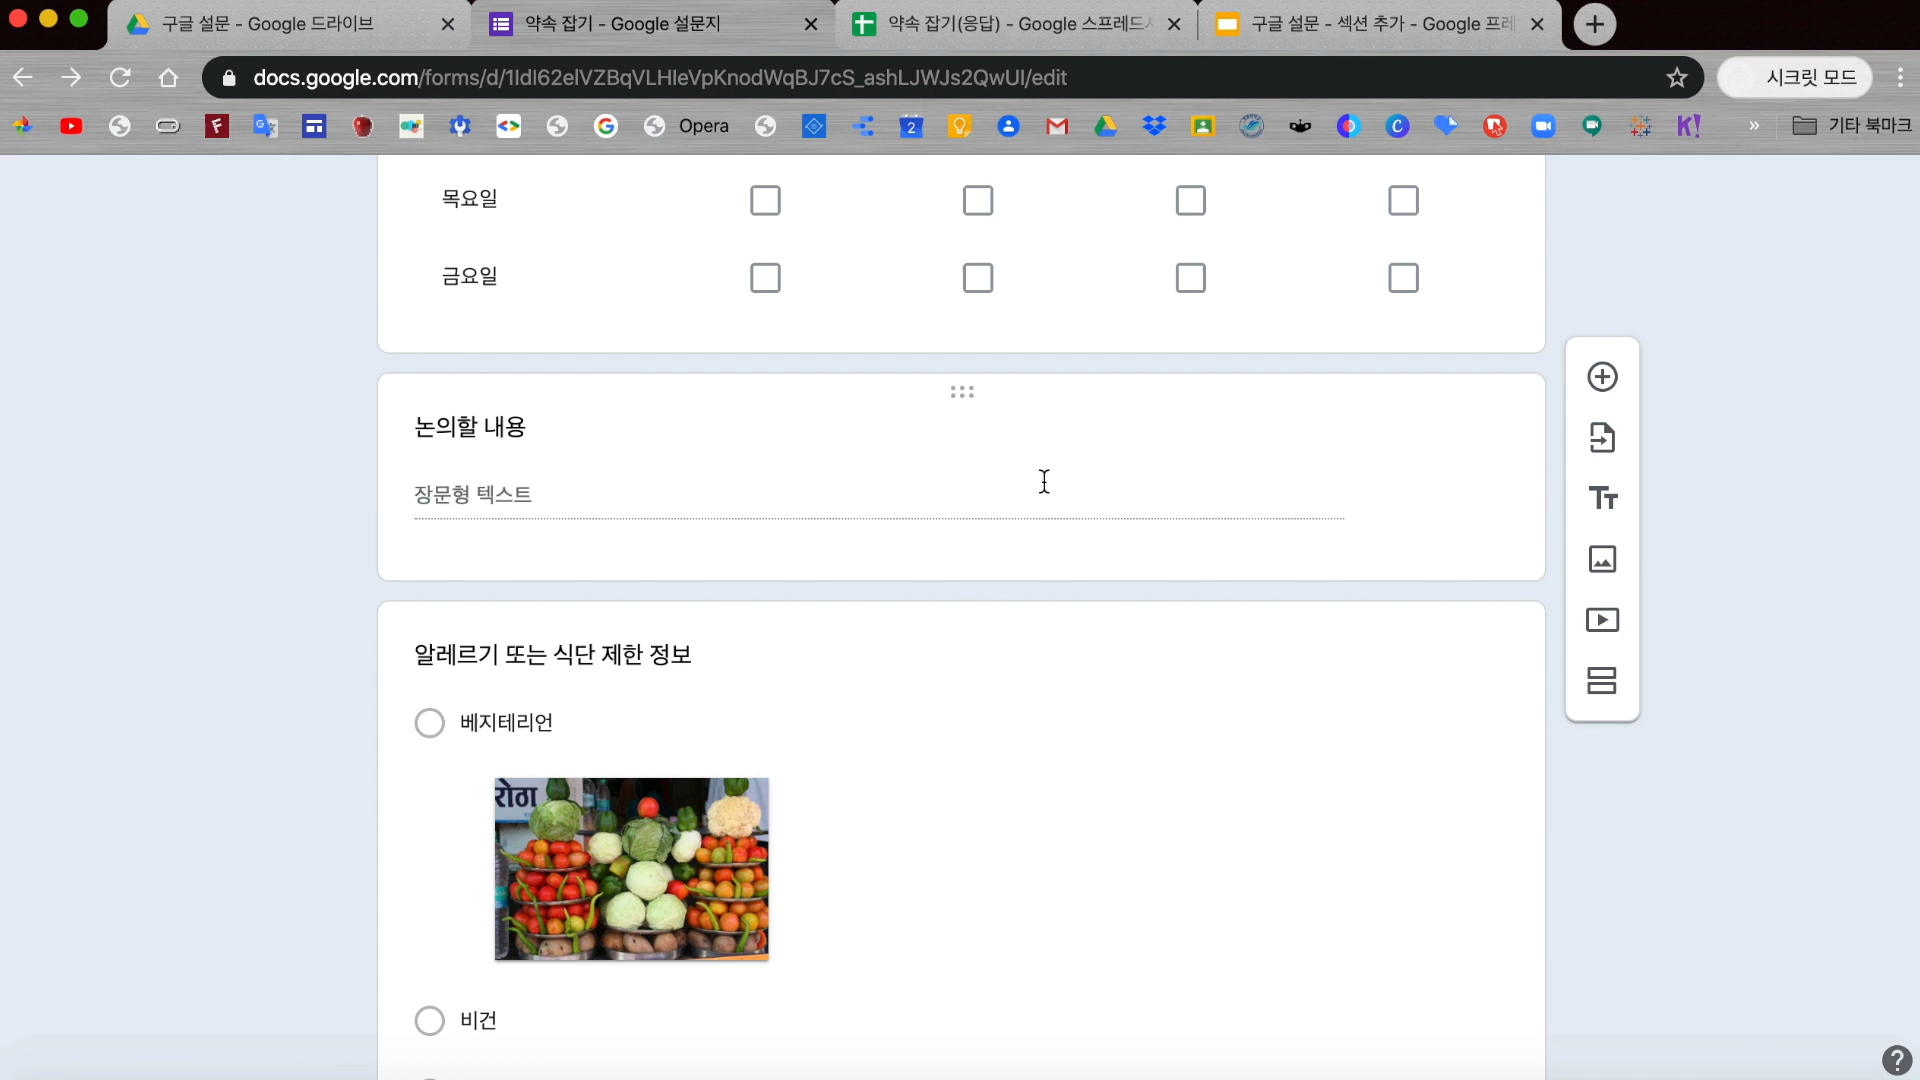 구글 설문 - Google 드라이브
약속 잡기 - Google 설문지
약속 잡기(응답) - Google 스프레드
구글 설문 - 섹션 추가 - Google 프레
docs.google.com/forms/d/1ldl62elVZBqVLHIeVpKnodWqBJ7cS_ashLJWJs2QwUI/edit
시크릿 모드
Opera
2
K!
기타 북마크
목요일
금요일
논의할 내용
장문형 텍스트
Tт
알레르기 또는 식단 제한 정보
베지테리언
रोठा
비건
?